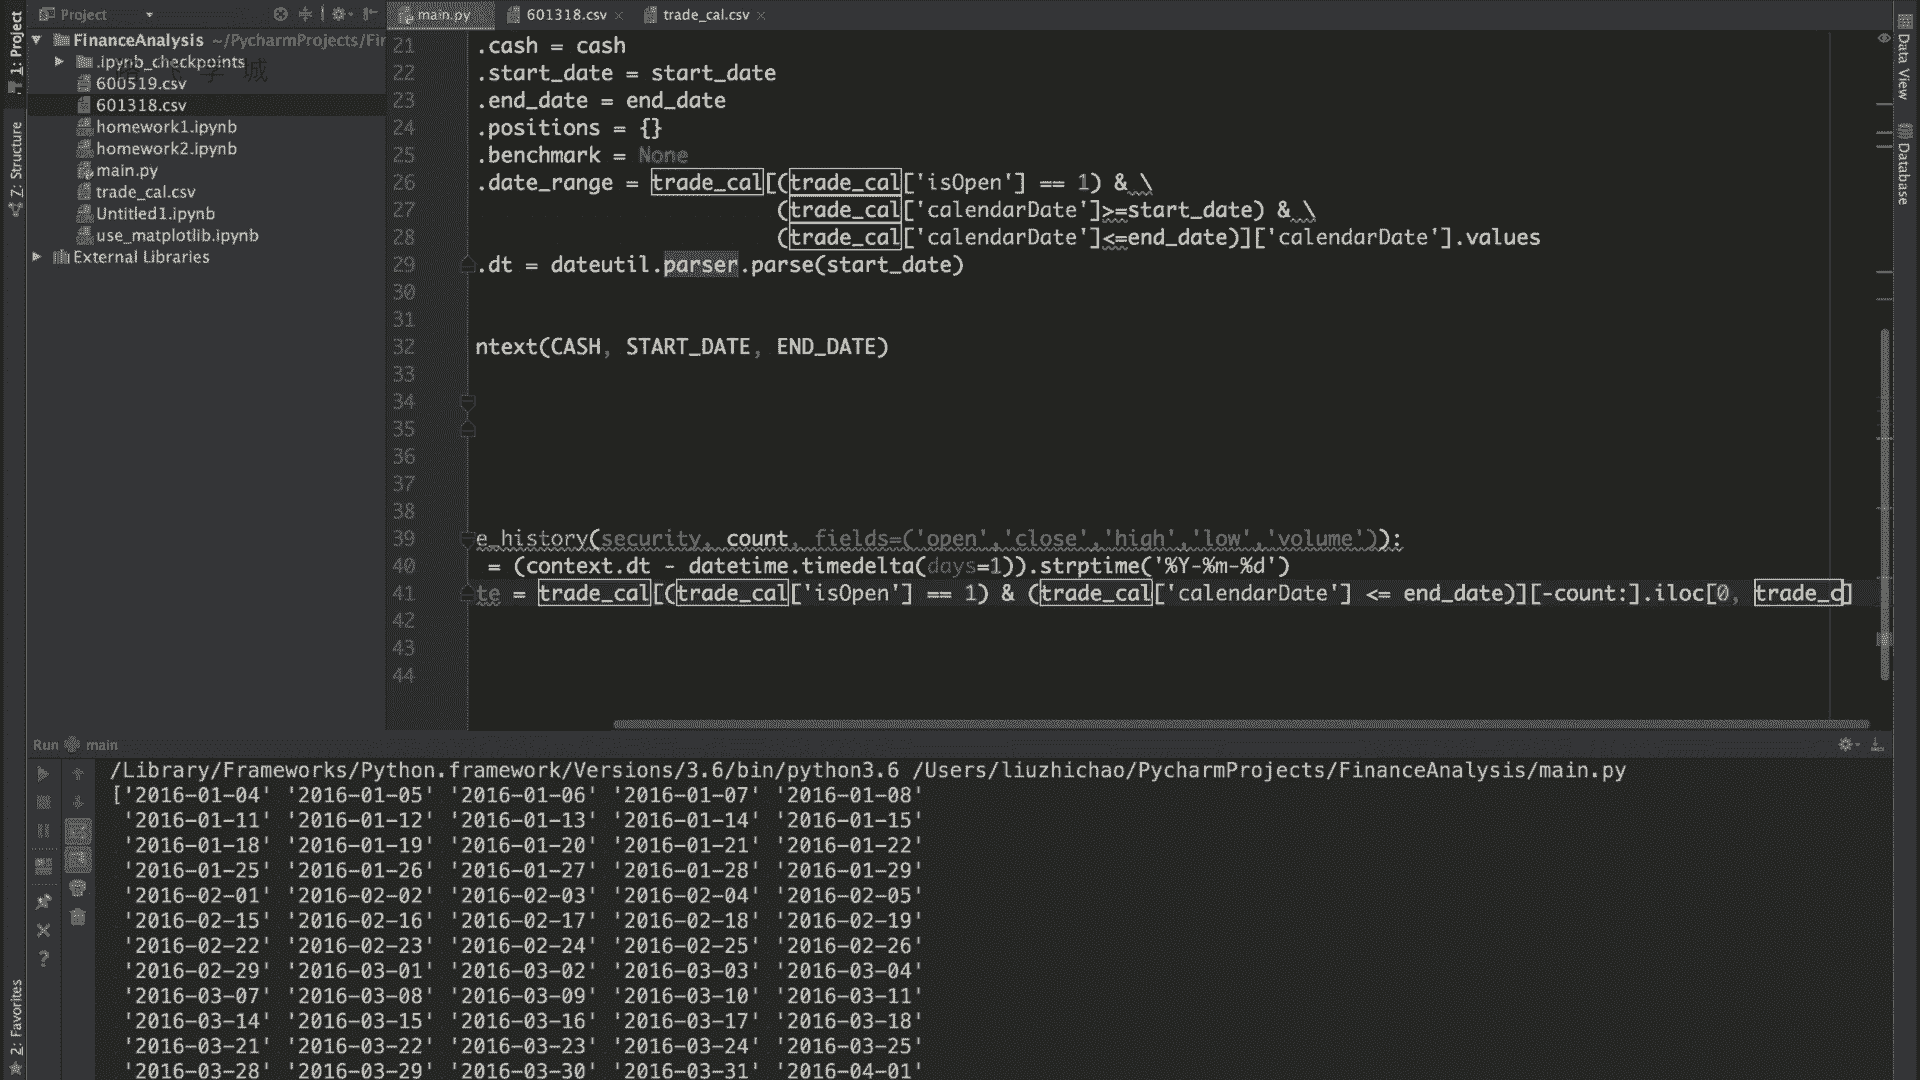 Project
main.py
601318.csv
trade_cal.csv
1: Project
Z: Structure
2: Favorites
Data View
Database
FinanceAnalysis ~/PycharmProjects/Fir
.ipynb_checkpoints
600519.csv
601318.csv
homework1.ipynb
homework2.ipynb
main.py
trade_cal.csv
Untitled1.ipynb
use_matplotlib.ipynb
External Libraries
21 .cash = cash
22 .start_date = start_date
23 .end_date = end_date
24 .positions = {}
25 .benchmark = None
26 .date_range = trade_cal[(trade_cal['isOpen'] == 1) & \
27 (trade_cal['calendarDate']>=start_date) & \
28 (trade_cal['calendarDate']<=end_date)]['calendarDate'].values
29 .dt = dateutil.parser.parse(start_date)
30
31
32 ntext(CASH, START_DATE, END_DATE)
33
34
35
36
37
38
39 e_history(security, count, fields=('open','close','high','low','volume')):
40 = (context.dt - datetime.timedelta(days=1)).strptime('%Y-%m-%d')
41 te = trade_cal[(trade_cal['isOpen'] == 1) & (trade_cal['calendarDate'] <= end_date)][-count:].iloc[0, trade_c]
42
43
44
Run main
/Library/Frameworks/Python.framework/Versions/3.6/bin/python3.6 /Users/liuzhichao/PycharmProjects/FinanceAnalysis/main.py
['2016-01-04' '2016-01-05' '2016-01-06' '2016-01-07' '2016-01-08'
'2016-01-11' '2016-01-12' '2016-01-13' '2016-01-14' '2016-01-15'
'2016-01-18' '2016-01-19' '2016-01-20' '2016-01-21' '2016-01-22'
'2016-01-25' '2016-01-26' '2016-01-27' '2016-01-28' '2016-01-29'
'2016-02-01' '2016-02-02' '2016-02-03' '2016-02-04' '2016-02-05'
'2016-02-15' '2016-02-16' '2016-02-17' '2016-02-18' '2016-02-19'
'2016-02-22' '2016-02-23' '2016-02-24' '2016-02-25' '2016-02-26'
'2016-02-29' '2016-03-01' '2016-03-02' '2016-03-03' '2016-03-04'
'2016-03-07' '2016-03-08' '2016-03-09' '2016-03-10' '2016-03-11'
'2016-03-14' '2016-03-15' '2016-03-16' '2016-03-17' '2016-03-18'
'2016-03-21' '2016-03-22' '2016-03-23' '2016-03-24' '2016-03-25'
'2016-03-28' '2016-03-29' '2016-03-30' '2016-03-31' '2016-04-01'